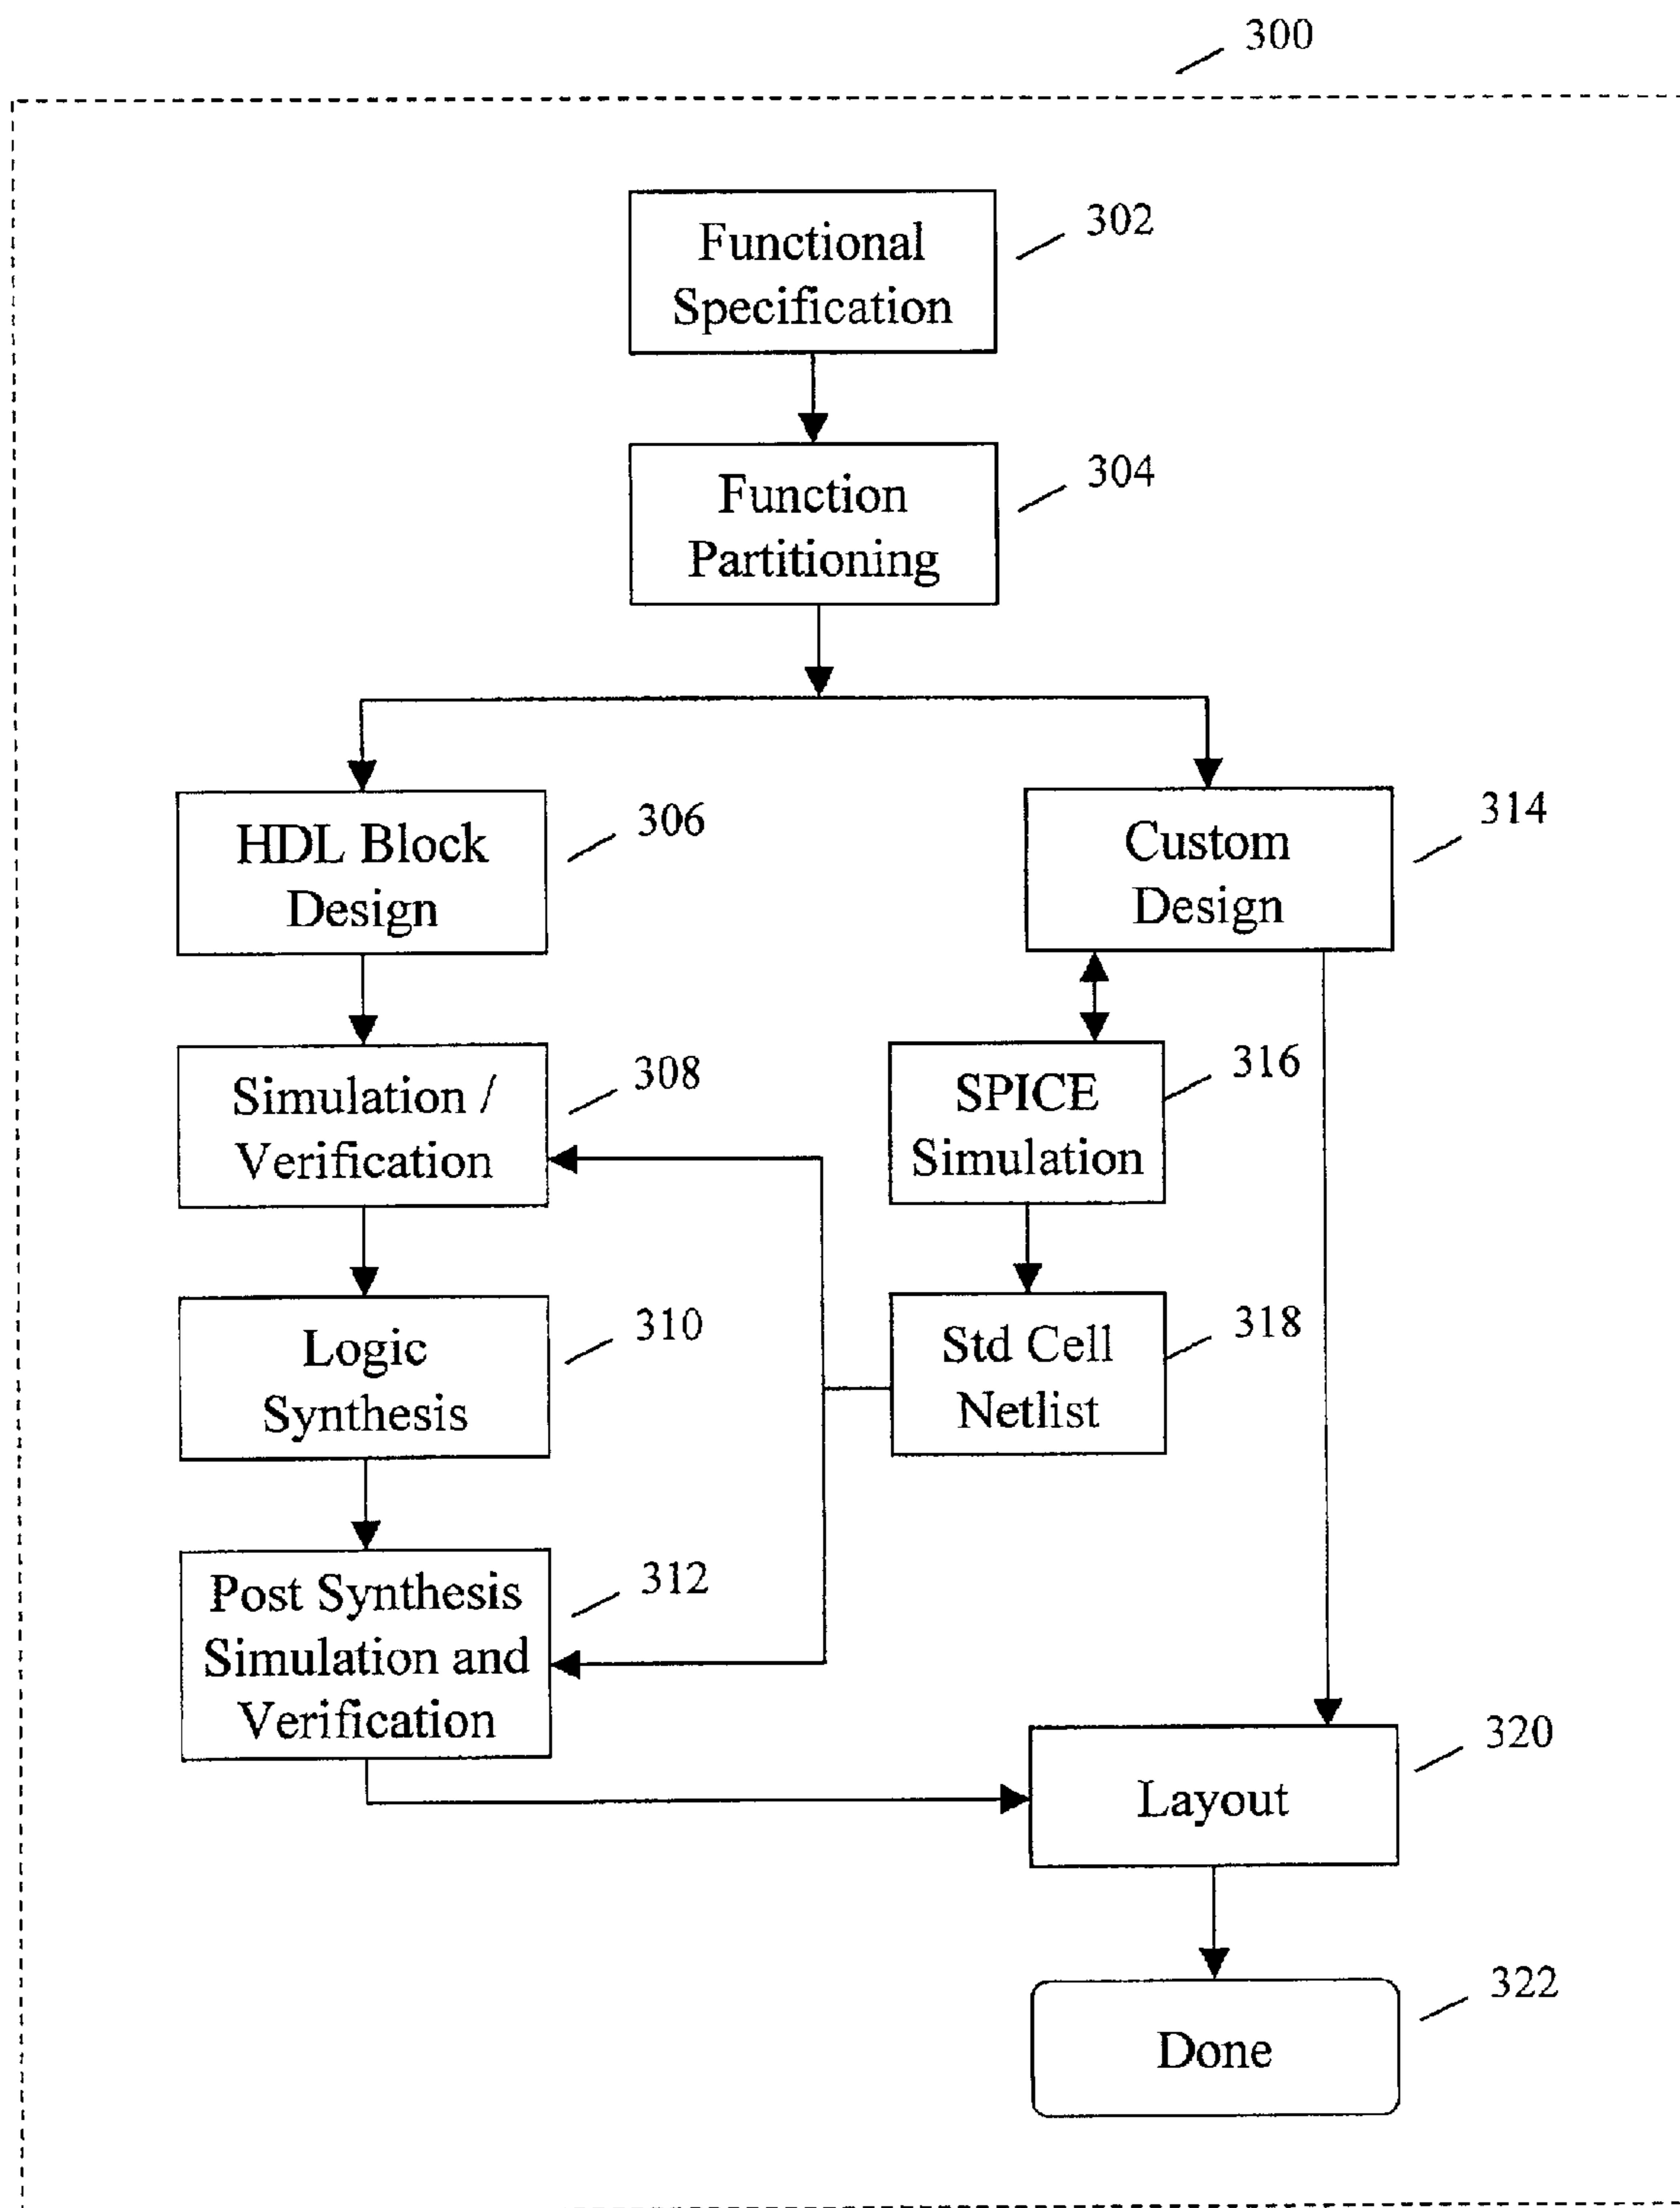 300
Functional
Specification
302
Function
Partitioning
304
HDL Block
Design
306
Custom
Design
314
Simulation /
Verification
308
SPICE
Simulation
316
Logic
Synthesis
310
Std Cell
Netlist
318
Post Synthesis
Simulation and
Verification
312
Layout
320
Done
322